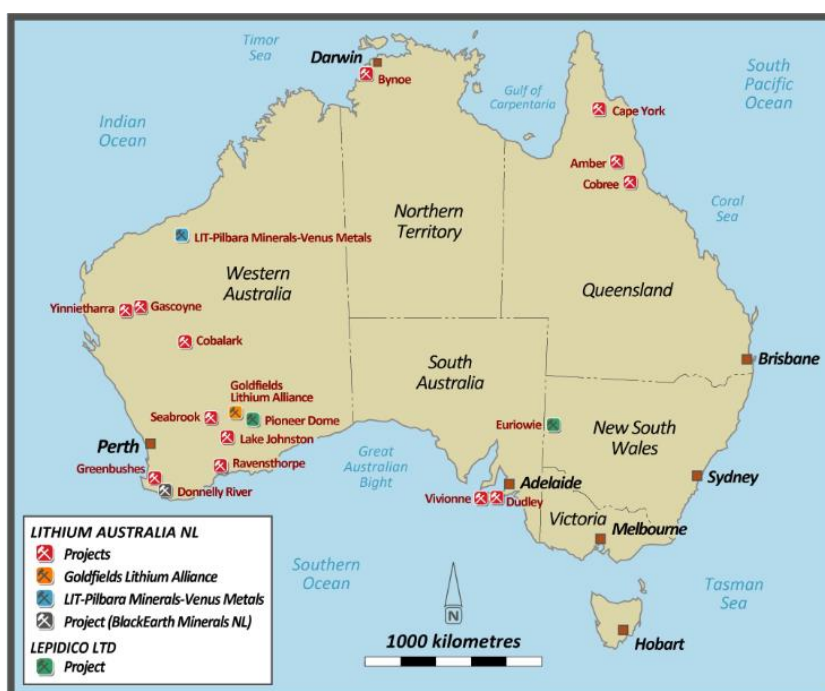 Timor
Sea
Darwin
Bynoe
Gulf of
Carpentaria
South
Pacific
Ocean
Cape York
Indian
Ocean
Amber
Cobree
Coral
Sea
Northern
Territory
LIT-Pilbara Minerals-Venus Metals
Western
Australia
Queensland
Yinnietharra
Gascoyne
Cobalark
South
Australia
Brisbane
Goldfields
Lithium Alliance
Seabrook
Pioneer Dome
Euriowie
New South
Wales
Perth
Lake Johnston
Great
Australian
Bight
Greenbushes
Ravensthorpe
Donnelly River
Adelaide
Sydney
Vivionne
Dudley
Victoria
Melbourne
LITHIUM AUSTRALIA NL
Projects
Goldfields Lithium Alliance
LIT-Pilbara Minerals-Venus Metals
Project (BlackEarth Minerals NL)
LEPIDICO LTD
Project
Southern
Ocean
Tasman
Sea
N
1000 kilometres
Hobart